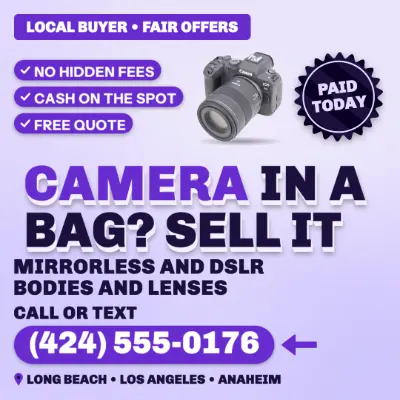 LOCAL BUYER • FAIR OFFERS
✓ NO HIDDEN FEES
✓ CASH ON THE SPOT
✓ FREE QUOTE
Canon
PAID
TODAY
CAMERA IN A
BAG? SELL IT
MIRRORLESS AND DSLR
BODIES AND LENSES
CALL OR TEXT
(424) 555-0176
LONG BEACH • LOS ANGELES • ANAHEIM